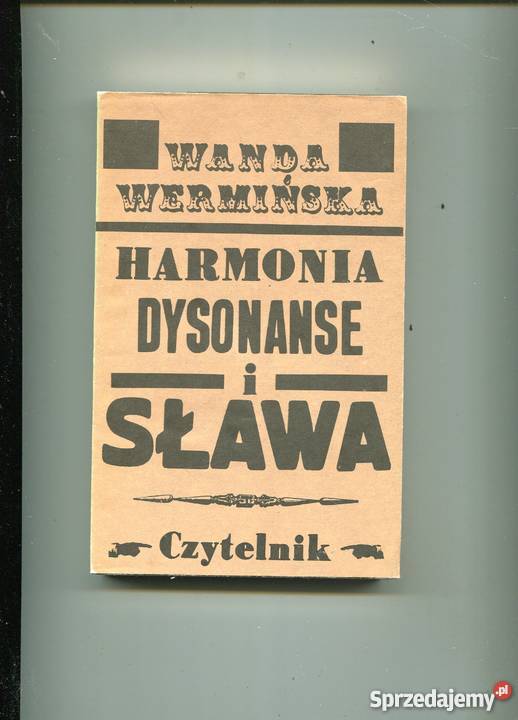 WANDA
WERMIŃSKA
HARMONIA
DYSONANSE
i
SŁAWA
Czytelnik
Sprzedajemy.pl